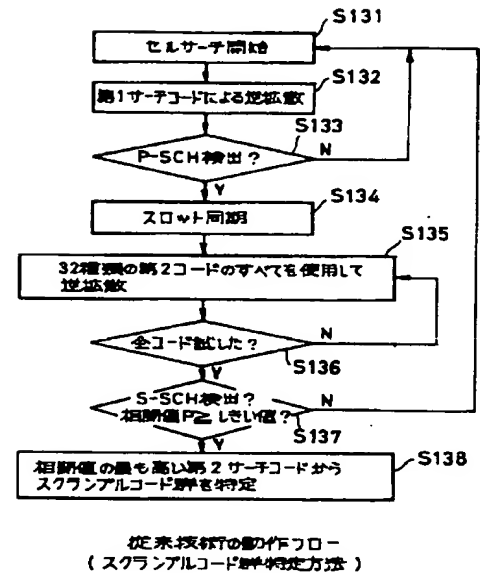 S131
セルサーチ開始
S132
第1サーチコードによる逆拡散
S133
P-SCH検出?
N
Y
S134
スロット同期
S135
32種類の第2コードのすべてを使用して
逆拡散
全コード試した?
N
S136
Y
S-SCH検出?
相関値P≥しきい値?
N
S137
Y
S138
相関値の最も高い第2サーチコードから
スクランブルコード群を特定
従来技術の動作フロー
(スクランブルコード群特定方法)